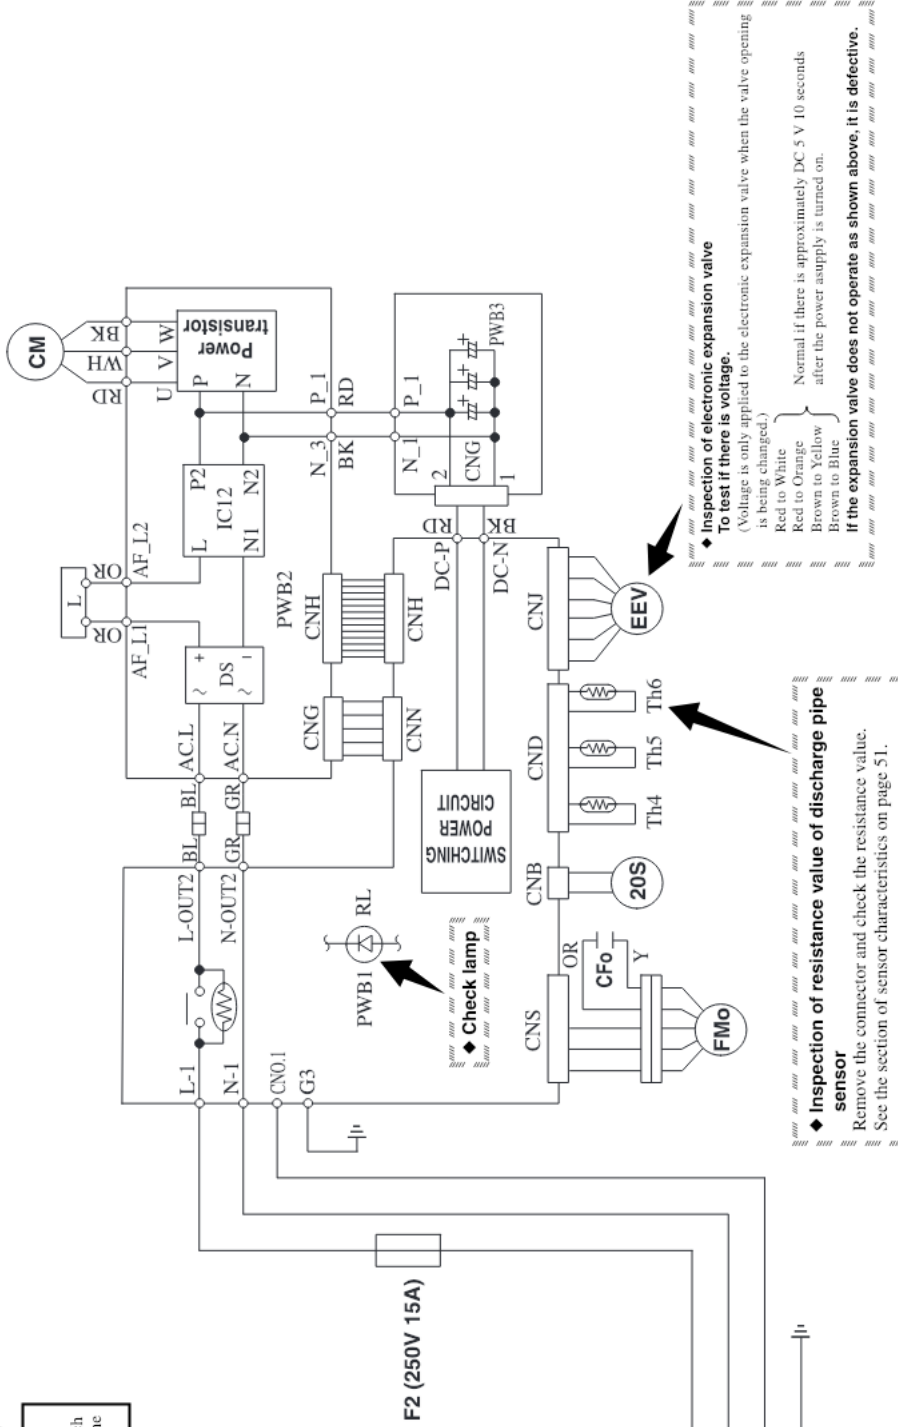 CM
RD
WH
BK
U
V
W
Power
transistor
P
N
L
OR
OR
AF_L1
AF_L2
P2
IC12
L
N1
N2
DS
~
~
+
−
PWB2
N_3
P_1
BK
RD
N_1
P_1
PWB3
CNG
2
1
RD
BK
DC-P
DC-N
CNH
CNH
CNG
CNN
BL
AC.L
GR
AC.N
L-OUT2
BL
N-OUT2
GR
SWITCHING
POWER
CIRCUIT
PWB1
RL
◆ Check lamp
L-1
N-1
CNO.1
G3
CNS
CNB
CND
CNJ
OR
CFo
Y
FMo
20S
Th4
Th5
Th6
EEV
F2 (250V 15A)
h
ne
◆ Inspection of electronic expansion valve
To test if there is voltage.
(Voltage is only applied to the electronic expansion valve when the valve opening
is being changed.)
Red to White
Red to Orange
Brown to Yellow
Brown to Blue
Normal if there is approximately DC 5 V 10 seconds
after the power asupply is turned on.
If the expansion valve does not operate as shown above, it is defective.
◆ Inspection of resistance value of discharge pipe
sensor
Remove the connector and check the resistance value.
See the section of sensor characteristics on page 51.